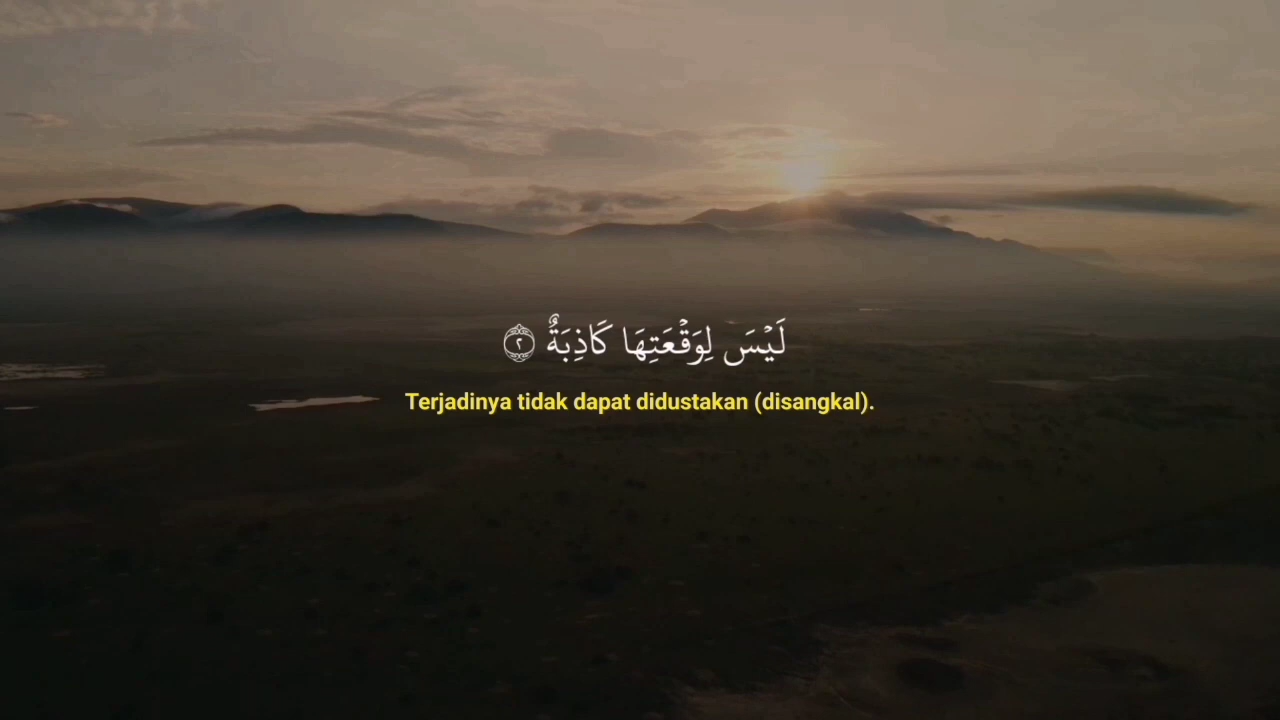 لَيْسَ لِوَقْعَتِهَا كَاذِبَةٌ ٢
Terjadinya tidak dapat didustakan (disangkal).